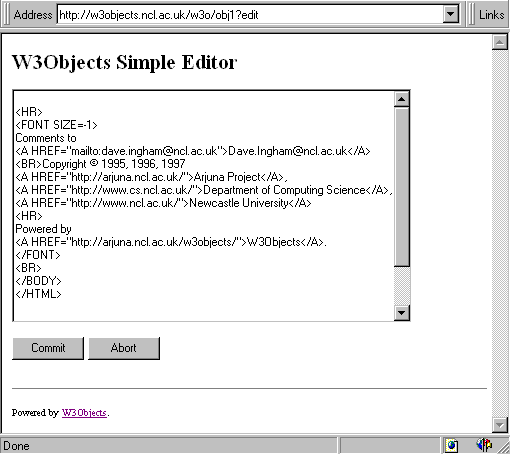 Address http://w3objects.ncl.ac.uk/w3o/obj1?edit Links
W3Objects Simple Editor
<HR>
<FONT SIZE=-1>
Comments to
<A HREF="mailto:dave.ingham@ncl.ac.uk">Dave.Ingham@ncl.ac.uk</A>
<BR>Copyright © 1995, 1996, 1997
<A HREF="http://arjuna.ncl.ac.uk/">Arjuna Project</A>,
<A HREF="http://www.cs.ncl.ac.uk/">Department of Computing Science</A>,
<A HREF="http://www.ncl.ac.uk/">Newcastle University</A>
<HR>
Powered by
<A HREF="http://arjuna.ncl.ac.uk/w3objects/">W3Objects</A>.
</FONT>
<BR>
</BODY>
</HTML>
Commit Abort
Powered by W3Objects.
Done